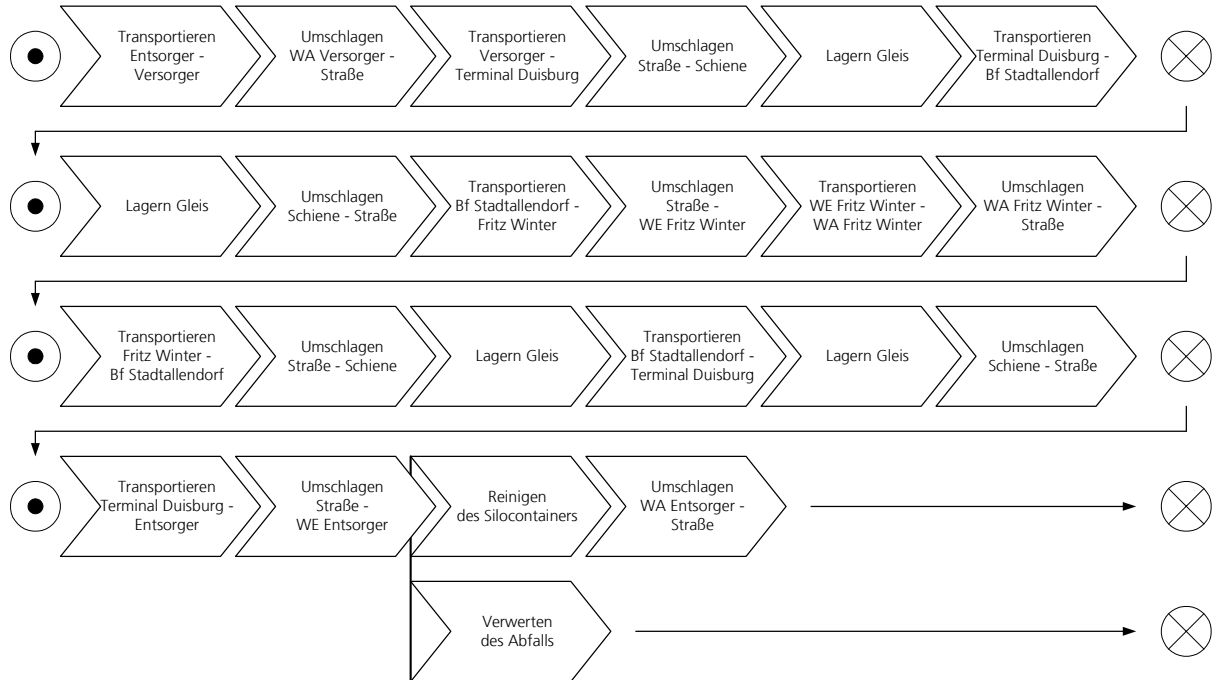 Transportieren
Entsorger -
Versorger
Umschlagen
WA Versorger -
Straße
Transportieren
Versorger -
Terminal Duisburg
Umschlagen
Straße - Schiene
Lagern Gleis
Transportieren
Terminal Duisburg -
Bf Stadtallendorf
Lagern Gleis
Umschlagen
Schiene - Straße
Transportieren
Bf Stadtallendorf -
Fritz Winter
Umschlagen
Straße -
WE Fritz Winter
Transportieren
WE Fritz Winter -
WA Fritz Winter
Umschlagen
WA Fritz Winter -
Straße
Transportieren
Fritz Winter -
Bf Stadtallendorf
Umschlagen
Straße - Schiene
Lagern Gleis
Transportieren
Bf Stadtallendorf -
Terminal Duisburg
Lagern Gleis
Umschlagen
Schiene - Straße
Transportieren
Terminal Duisburg -
Entsorger
Umschlagen
Straße -
WE Entsorger
Reinigen
des Silocontainers
Umschlagen
WA Entsorger -
Straße
Verwerten
des Abfalls